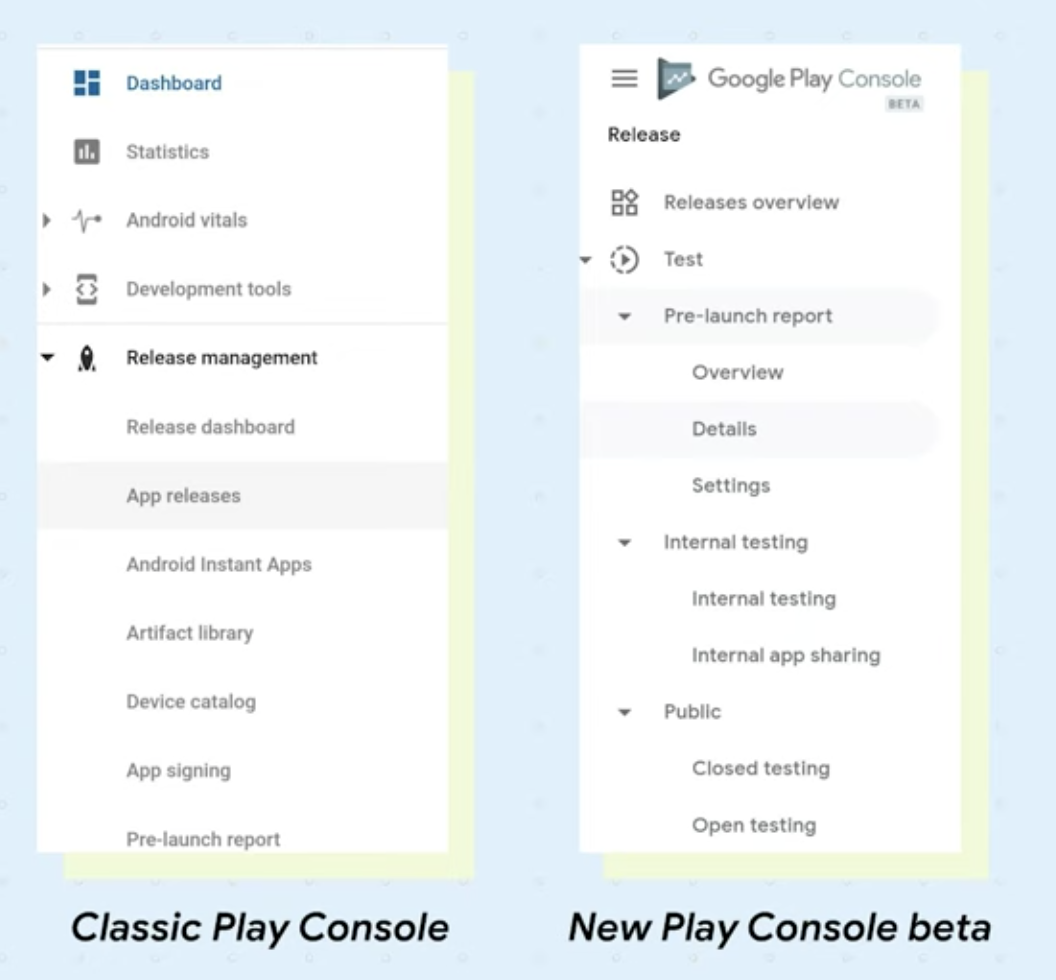 Dashboard
Statistics
Android vitals
Development tools
Release management
Release dashboard
App releases
Android Instant Apps
Artifact library
Device catalog
App signing
Pre-launch report
Classic Play Console
Google Play Console
BETA
Release
Releases overview
Test
Pre-launch report
Overview
Details
Settings
Internal testing
Internal testing
Internal app sharing
Public
Closed testing
Open testing
New Play Console beta